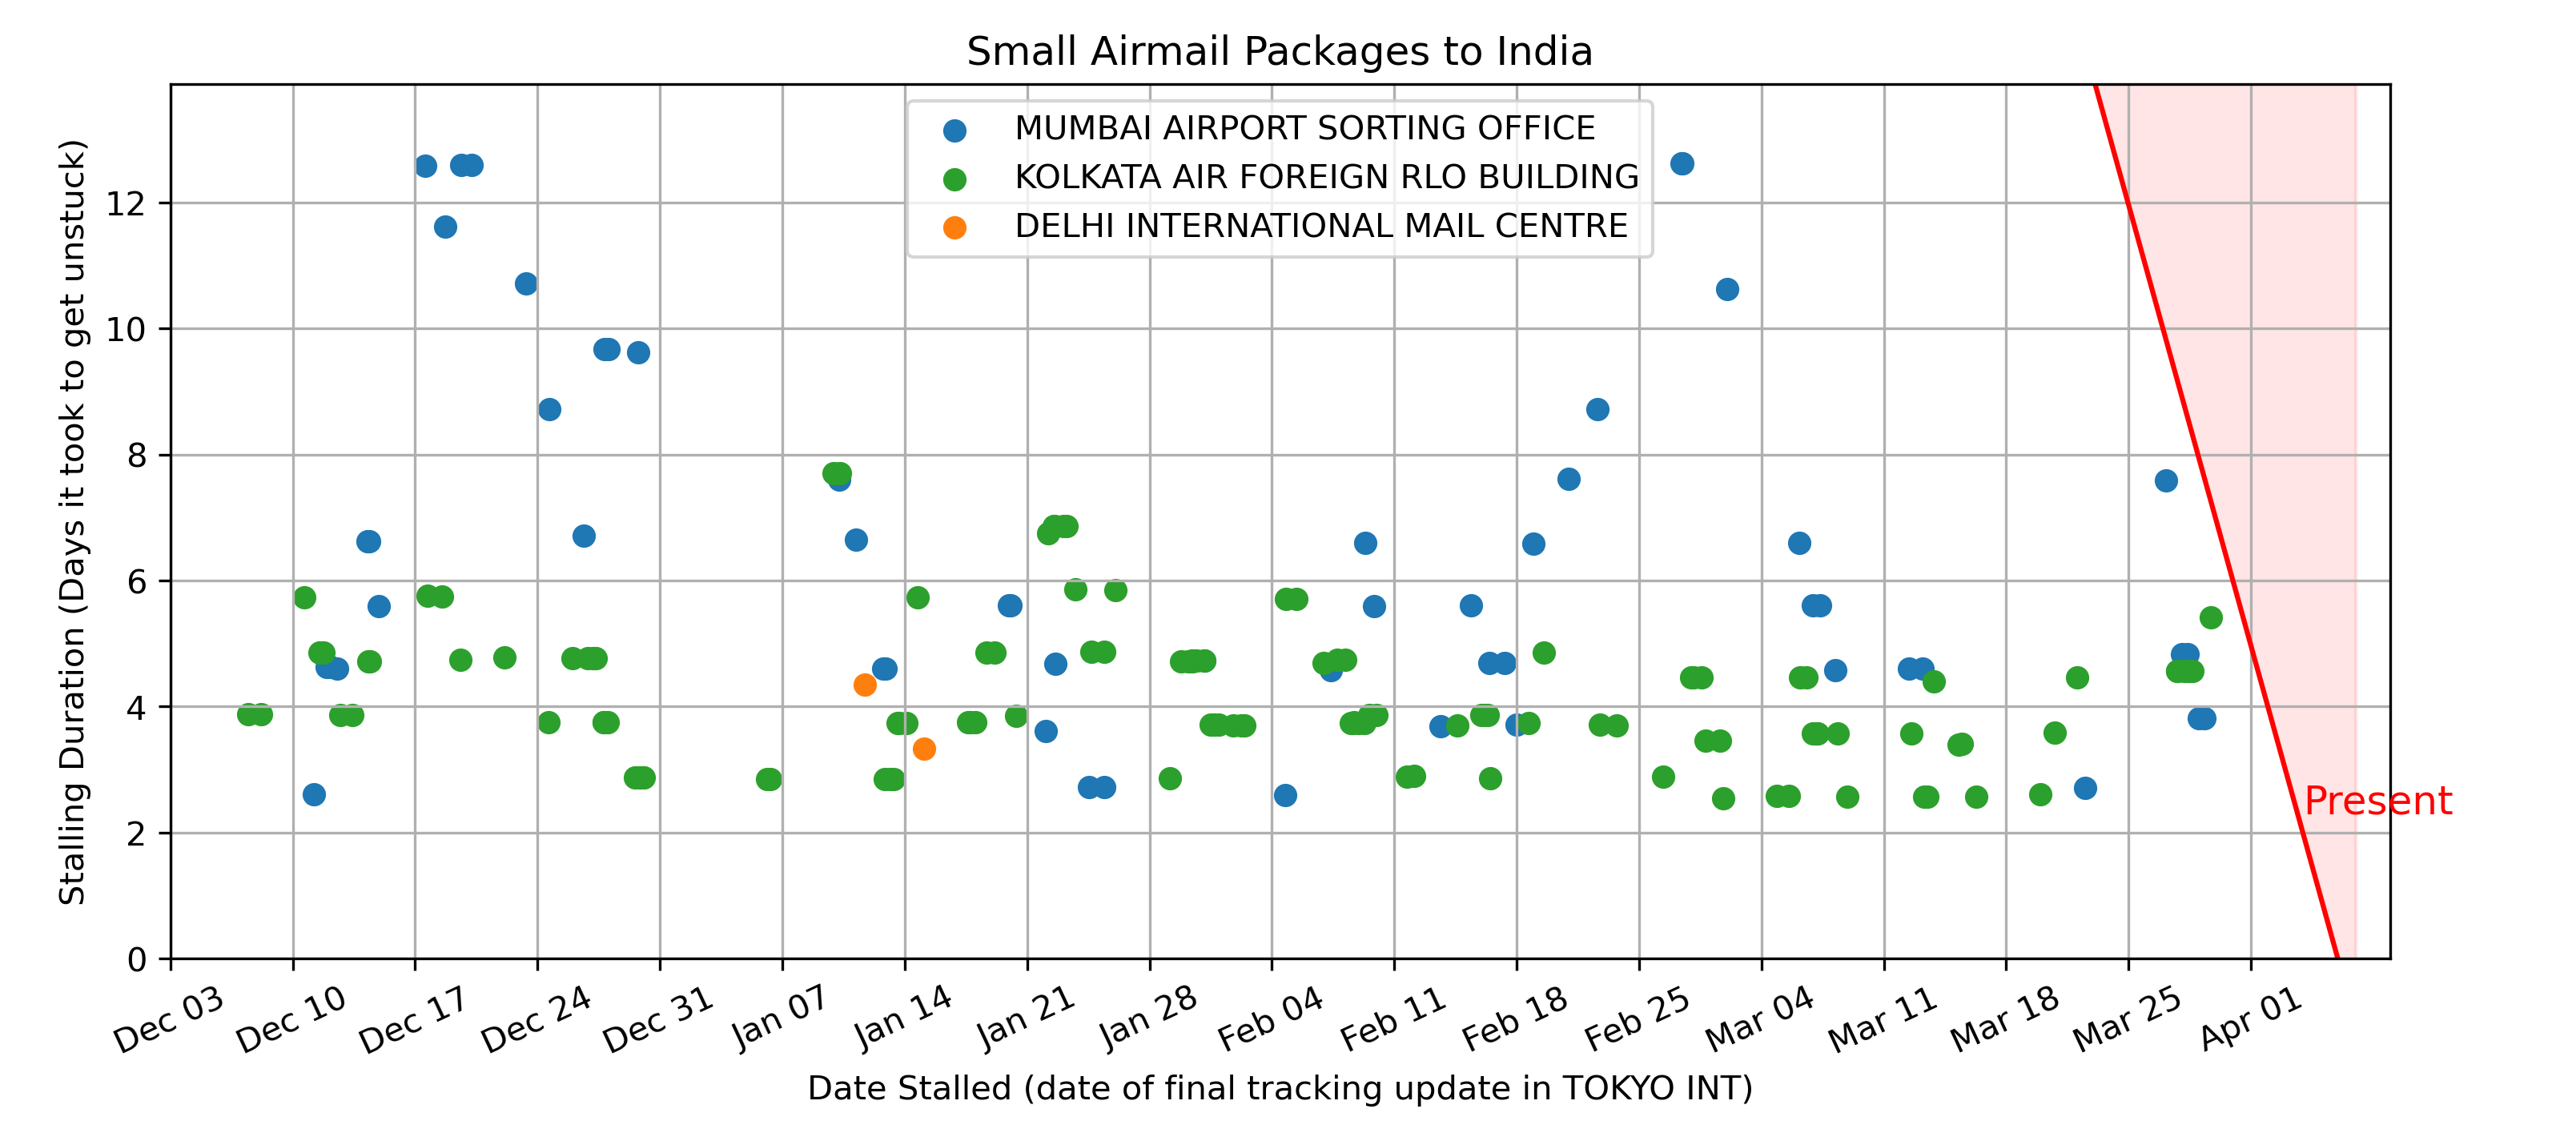 Small Airmail Packages to India
MUMBAI AIRPORT SORTING OFFICE
KOLKATA AIR FOREIGN RLO BUILDING
DELHI INTERNATIONAL MAIL CENTRE
Stalling Duration (Days it took to get unstuck)
12
10
8
6
4
2
0
Present
Dec 03
Dec 10
Dec 17
Dec 24
Dec 31
Jan 07
Jan 14
Jan 21
Jan 28
Feb 04
Feb 11
Feb 18
Feb 25
Mar 04
Mar 11
Mar 18
Mar 25
Apr 01
Date Stalled (date of final tracking update in TOKYO INT)